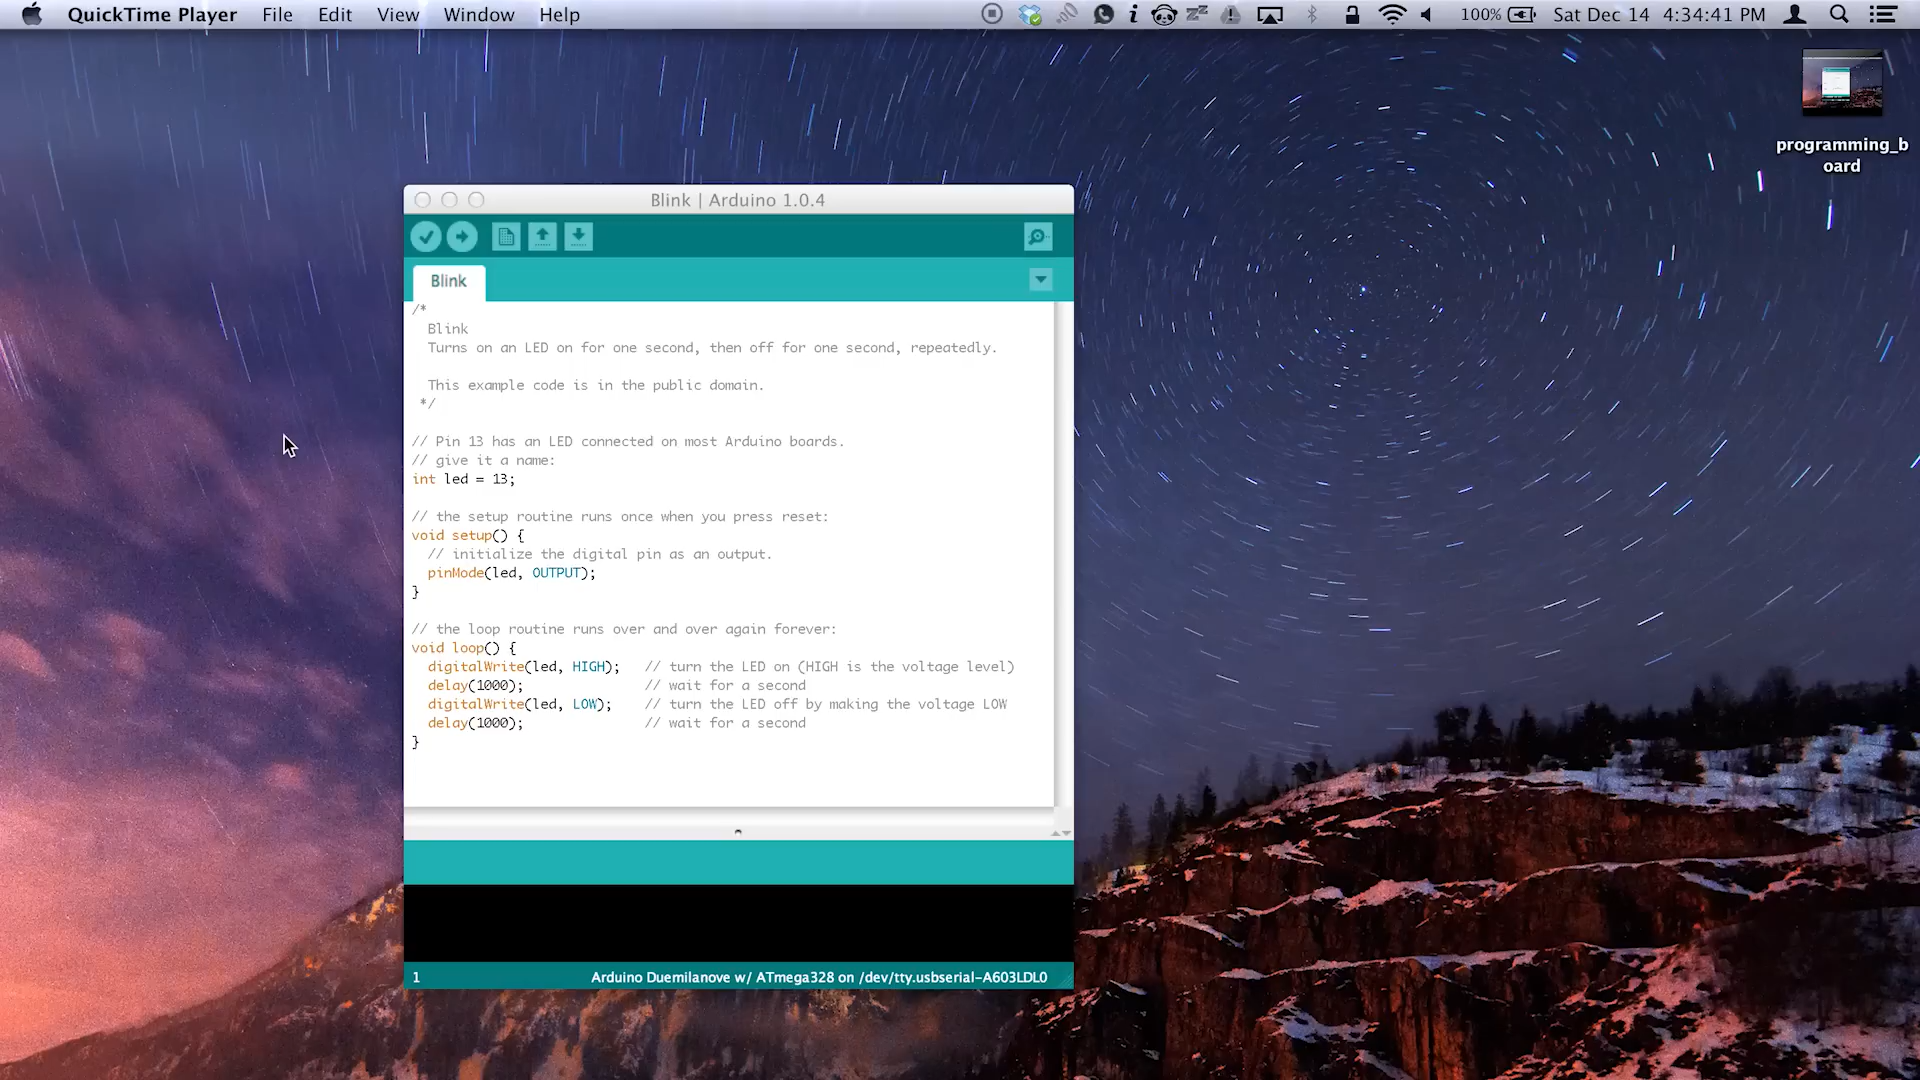 QuickTime Player File Edit View Window Help 100% Sat Dec 14 4:34:41 PM
programming_b
oard
Blink | Arduino 1.0.4
Blink
/*
  Blink
  Turns on an LED on for one second, then off for one second, repeatedly.
  This example code is in the public domain.
 */
// Pin 13 has an LED connected on most Arduino boards.
// give it a name:
int led = 13;
// the setup routine runs once when you press reset:
void setup() {
  // initialize the digital pin as an output.
  pinMode(led, OUTPUT);
}
// the loop routine runs over and over again forever:
void loop() {
  digitalWrite(led, HIGH);   // turn the LED on (HIGH is the voltage level)
  delay(1000);               // wait for a second
  digitalWrite(led, LOW);    // turn the LED off by making the voltage LOW
  delay(1000);               // wait for a second
}
1 Arduino Duemilanove w/ ATmega328 on /dev/tty.usbserial-A603LDL0